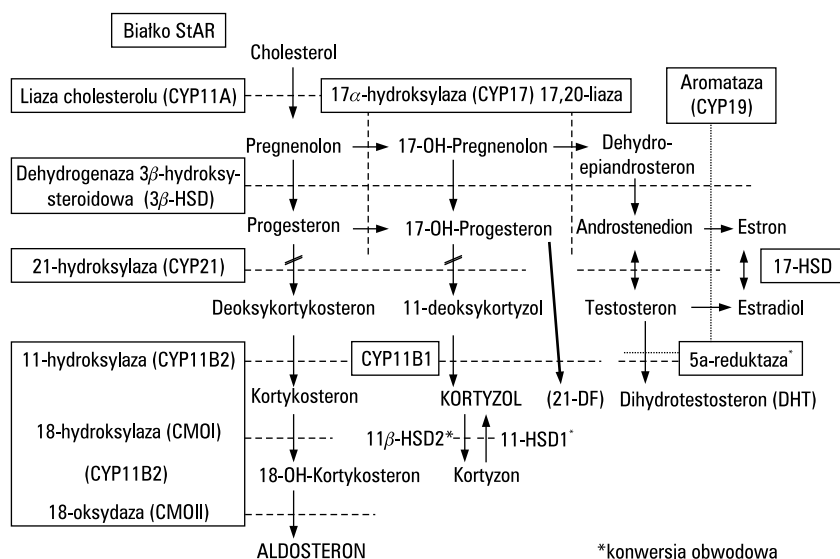 Białko StAR
Cholesterol
Liaza cholesterolu (CYP11A)
17α-hydroksylaza (CYP17) 17,20-liaza
Aromataza
(CYP19)
Pregnenolon
17-OH-Pregnenolon
Dehydro-
epiandrosteron
Dehydrogenaza 3β-hydroksy-
steroidowa (3β-HSD)
Progesteron
17-OH-Progesteron
Androstenedion
Estron
21-hydroksylaza (CYP21)
17-HSD
Deoksykortykosteron
11-deoksykortyzol
Testosteron
Estradiol
11-hydroksylaza (CYP11B2)
CYP11B1
5a-reduktaza*
Kortykosteron
KORTYZOL
(21-DF)
Dihydrotestosteron (DHT)
18-hydroksylaza (CMOI)
11β-HSD2*
11-HSD1*
(CYP11B2)
18-OH-Kortykosteron
Kortyzon
18-oksydaza (CMOII)
ALDOSTERON
*konwersja obwodowa